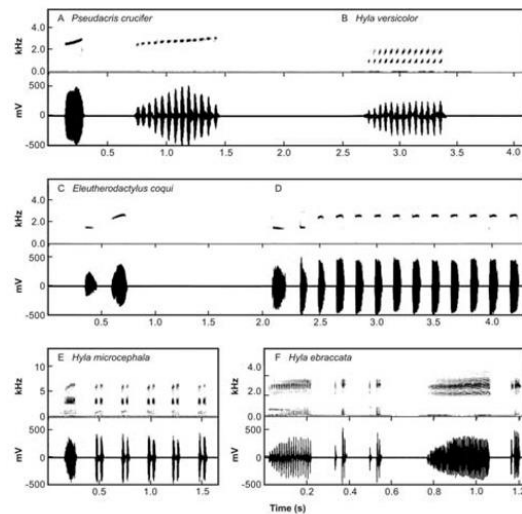 A Pseudacris crucifer B Hyla versicolor
kHz
4.0
2.0
0.0
mV
500
0
-500
0.5 1.5 2.5 3.0 3.5 4.0
C Eleutherodactylus coqui D
kHz
4.0
2.0
0.0
mV
500
0
-500
0.5 1.0 1.5 2.0 2.5 3.0 3.5 4.0
E Hyla microcephala F Hyla ebraccata
kHz
10
5
0
kHz
4.0
2.0
0.0
mV
500
0
-500
mV
500
0
-500
0.5 1.0 1.5 0.2 0.4 0.6 0.8 1.0 1.2
Time (s)